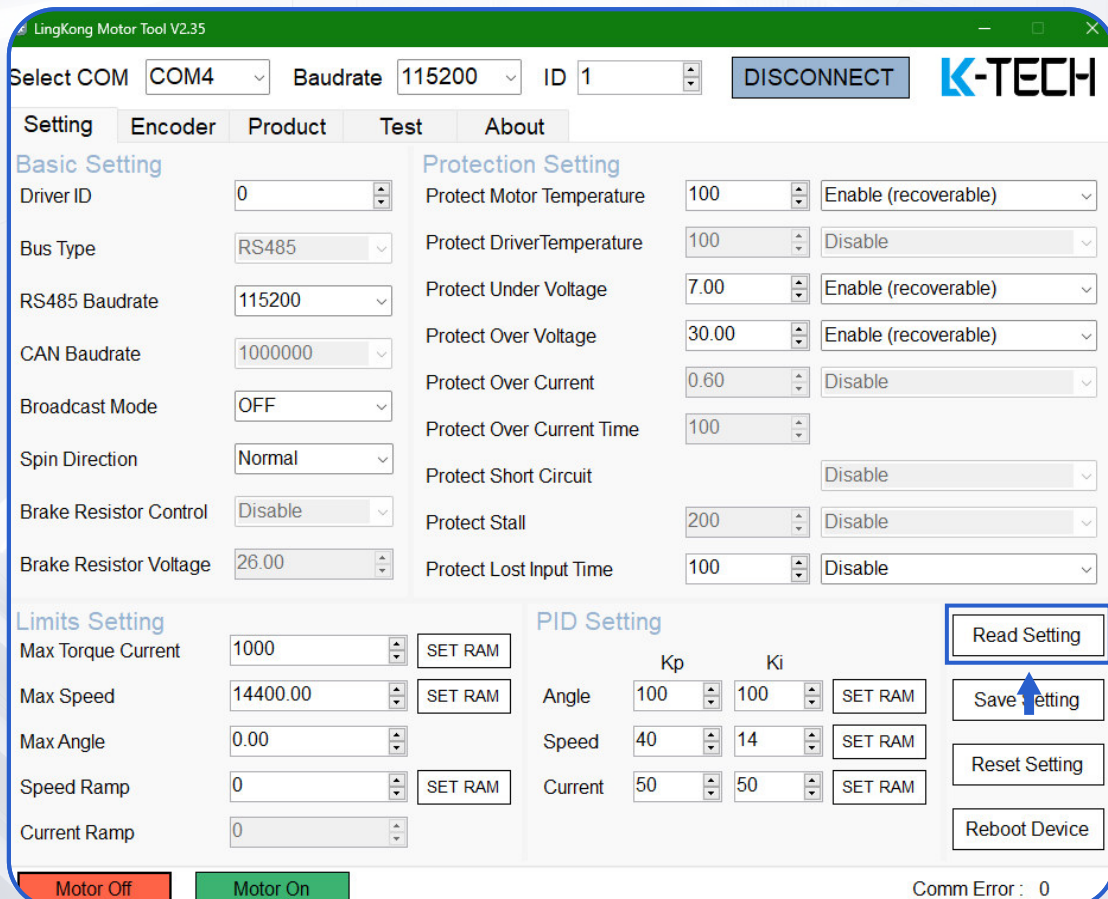 LingKong Motor Tool V2.35
Select COM COM4 Baudrate 115200 ID 1 DISCONNECT K-TECH
Setting Encoder Product Test About
Basic Setting
Driver ID 0
Bus Type RS485
RS485 Baudrate 115200
CAN Baudrate 1000000
Broadcast Mode OFF
Spin Direction Normal
Brake Resistor Control Disable
Brake Resistor Voltage 26.00
Protection Setting
Protect Motor Temperature 100 Enable (recoverable)
Protect DriverTemperature 100 Disable
Protect Under Voltage 7.00 Enable (recoverable)
Protect Over Voltage 30.00 Enable (recoverable)
Protect Over Current 0.60 Disable
Protect Over Current Time 100
Protect Short Circuit Disable
Protect Stall 200 Disable
Protect Lost Input Time 100 Disable
Limits Setting
Max Torque Current 1000 SET RAM
Max Speed 14400.00 SET RAM
Max Angle 0.00
Speed Ramp 0 SET RAM
Current Ramp 0
PID Setting
Kp Ki
Angle 100 100 SET RAM
Speed 40 14 SET RAM
Current 50 50 SET RAM
Read Setting
Save Setting
Reset Setting
Reboot Device
Motor Off Motor On Comm Error : 0